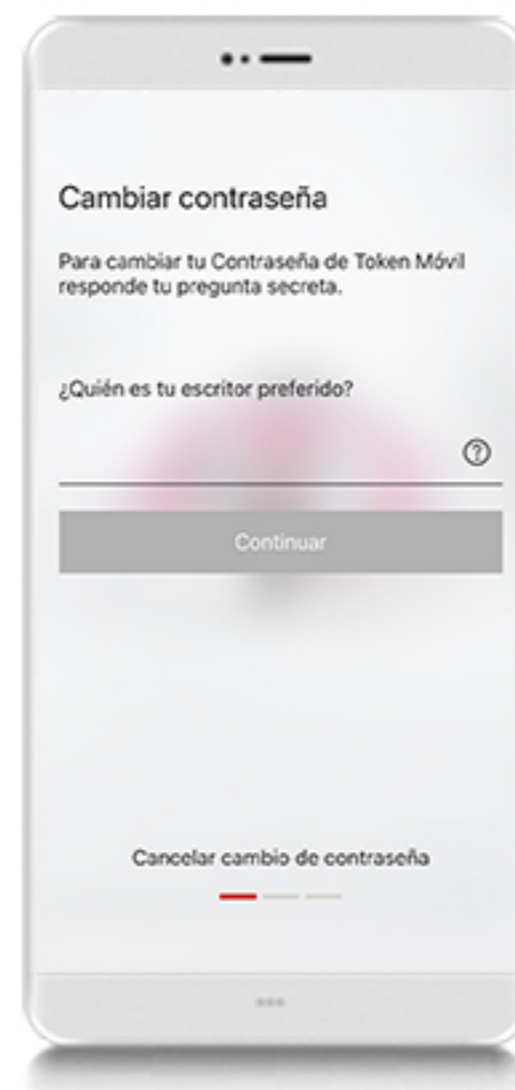 Cambiar contraseña
Para cambiar tu Contraseña de Token Móvil
responde tu pregunta secreta.
¿Quién es tu escritor preferido?
Continuar
Cancelar cambio de contraseña